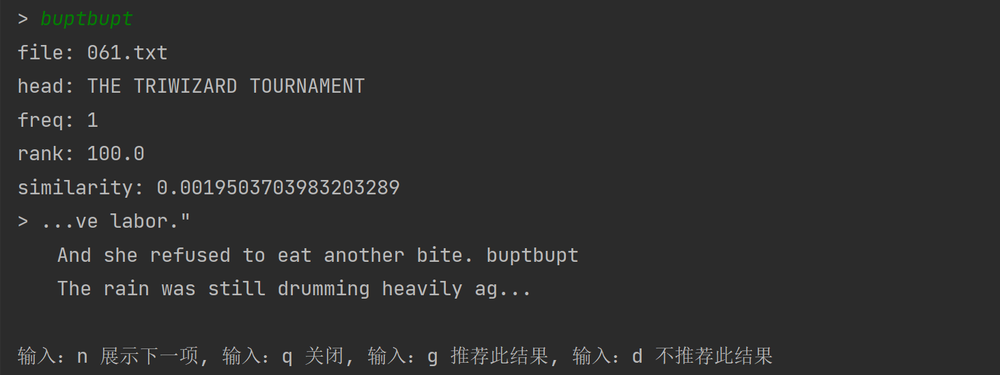 > buptbupt
file: 061.txt
head: THE TRIWIZARD TOURNAMENT
freq: 1
rank: 100.0
similarity: 0.0019503703983203289
> ...ve labor."
And she refused to eat another bite. buptbupt
The rain was still drumming heavily ag...
输入：n 展示下一项, 输入：q 关闭, 输入：g 推荐此结果, 输入：d 不推荐此结果